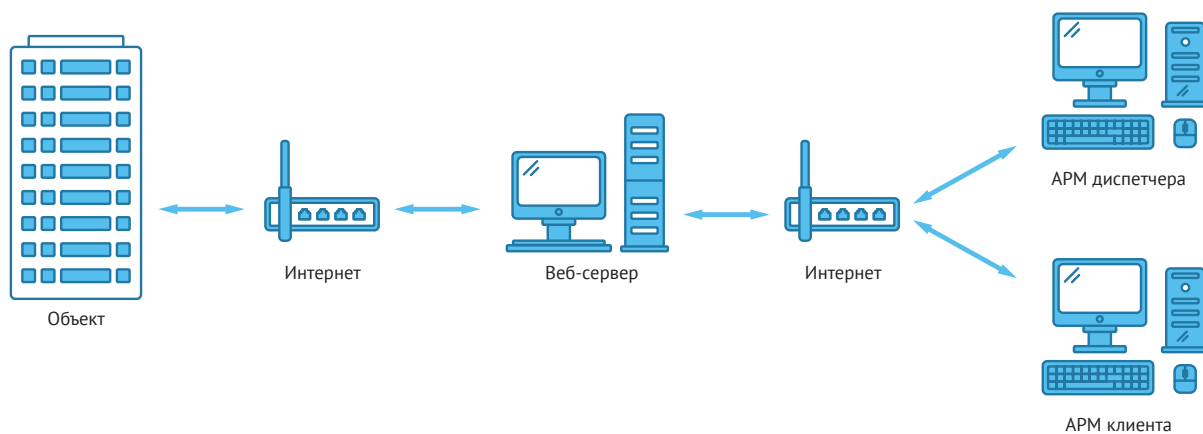 Объект
Интернет
Веб-сервер
Интернет
АРМ диспетчера
АРМ клиента